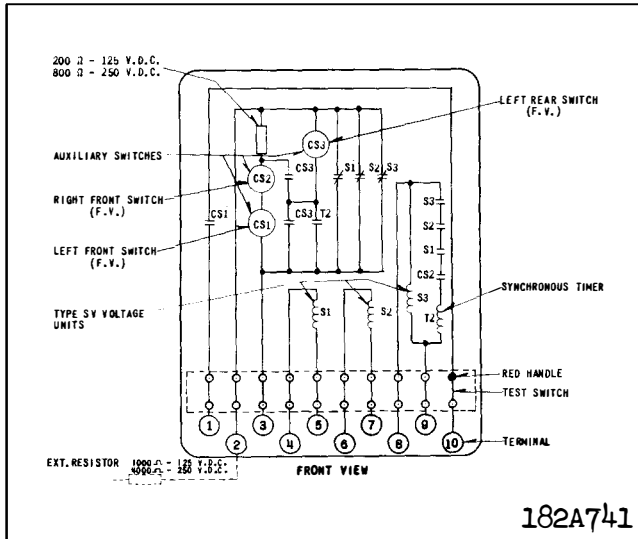 200 Ω - 125 V.D.C.
800 Ω - 250 V.D.C.
LEFT REAR SWITCH
(F.V.)
CS3
AUXILIARY SWITCHES
CS3
S1
S2
S3
CS2
RIGHT FRONT SWITCH
(F.V.)
S3
CS1
CS3
T2
S2
CS1
LEFT FRONT SWITCH
(F.V.)
S1
CS2
S3
SYNCHRONOUS TIMER
TYPE SV VOLTAGE
UNITS
S1
S2
T2
RED HANDLE
TEST SWITCH
1
2
3
4
5
6
7
8
9
10
TERMINAL
EXT. RESISTOR
1000 Ω - 125 V.D.C.
4000 Ω - 250 V.D.C.
FRONT VIEW
182A741